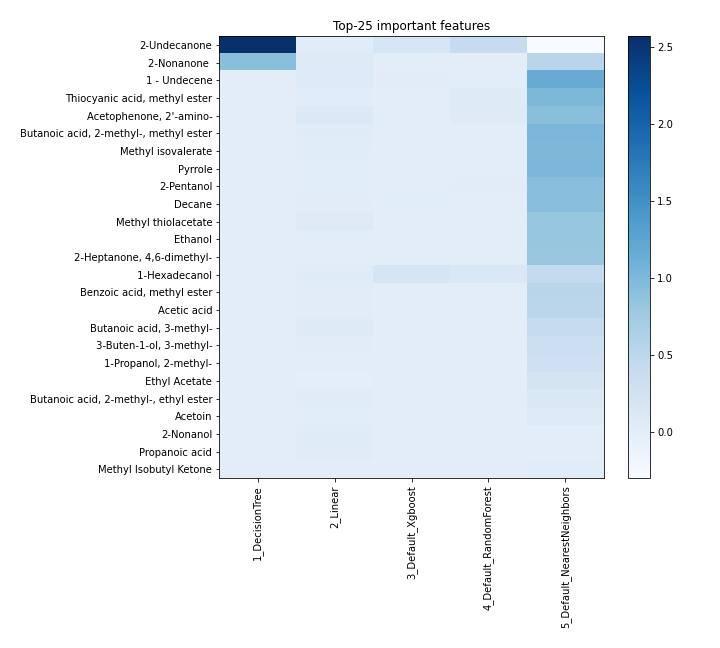 Top-25 important features
2-Undecanone
2-Nonanone
1 - Undecene
Thiocyanic acid, methyl ester
Acetophenone, 2'-amino-
Butanoic acid, 2-methyl-, methyl ester
Methyl isovalerate
Pyrrole
2-Pentanol
Decane
Methyl thiolacetate
Ethanol
2-Heptanone, 4,6-dimethyl-
1-Hexadecanol
Benzoic acid, methyl ester
Acetic acid
Butanoic acid, 3-methyl-
3-Buten-1-ol, 3-methyl-
1-Propanol, 2-methyl-
Ethyl Acetate
Butanoic acid, 2-methyl-, ethyl ester
Acetoin
2-Nonanol
Propanoic acid
Methyl Isobutyl Ketone
1_DecisionTree
2_Linear
3_Default_Xgboost
4_Default_RandomForest
5_Default_NearestNeighbors
2.5
2.0
1.5
1.0
0.5
0.0